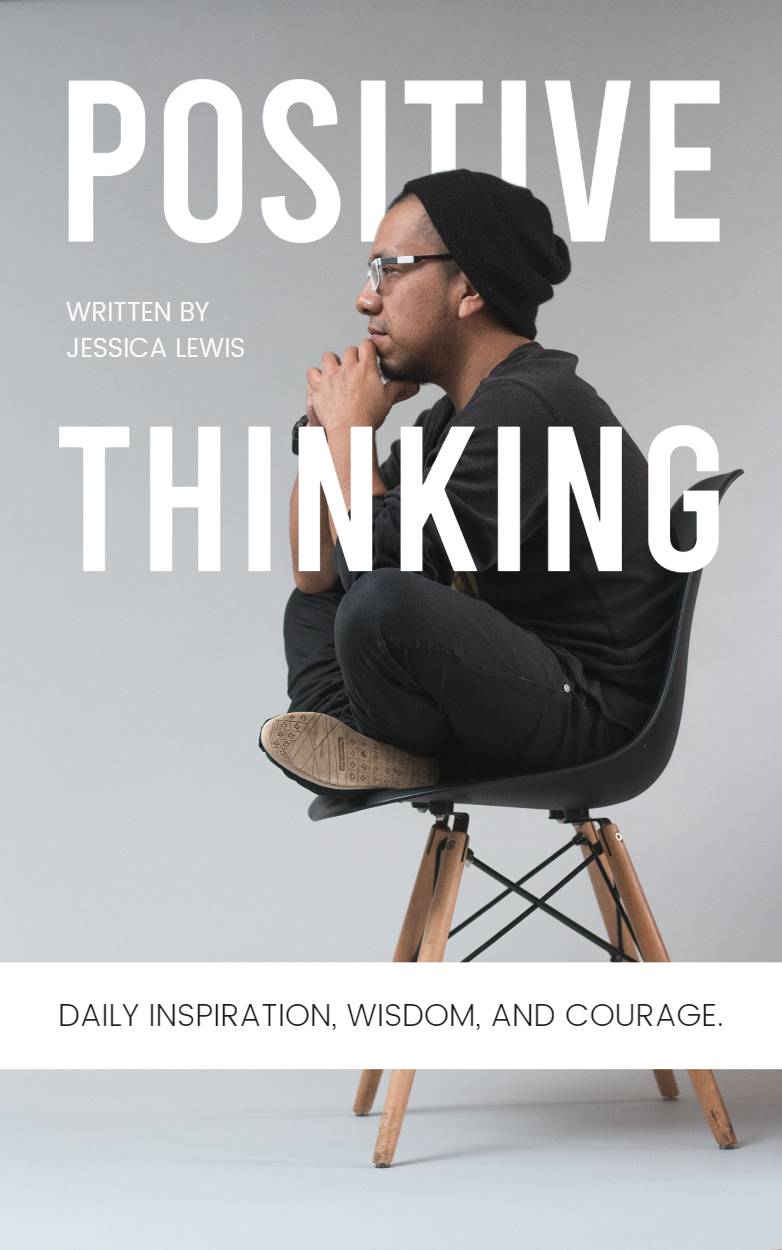 POSITIVE
WRITTEN BY
JESSICA LEWIS
THINKING
DAILY INSPIRATION, WISDOM, AND COURAGE.